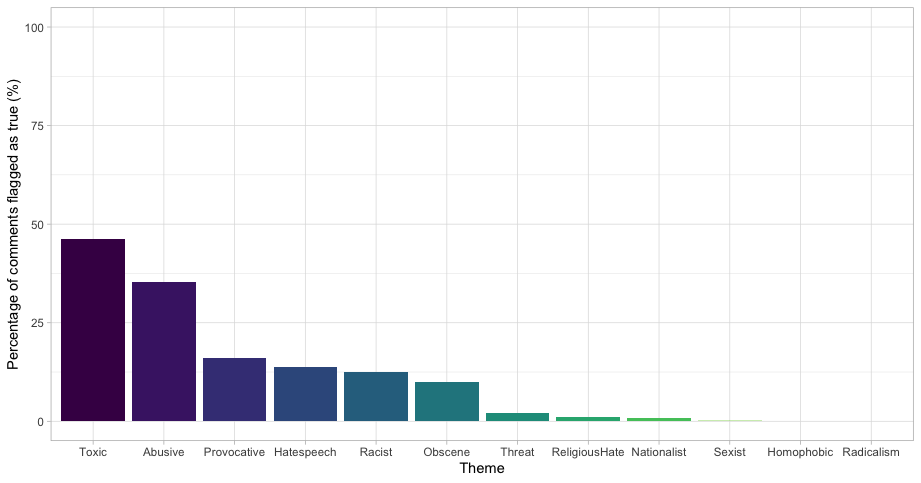 100
75
50
25
0
Percentage of comments flagged as true (%)
Toxic Abusive Provocative Hatespeech Racist Obscene Threat ReligiousHate Nationalist Sexist Homophobic Radicalism
Theme